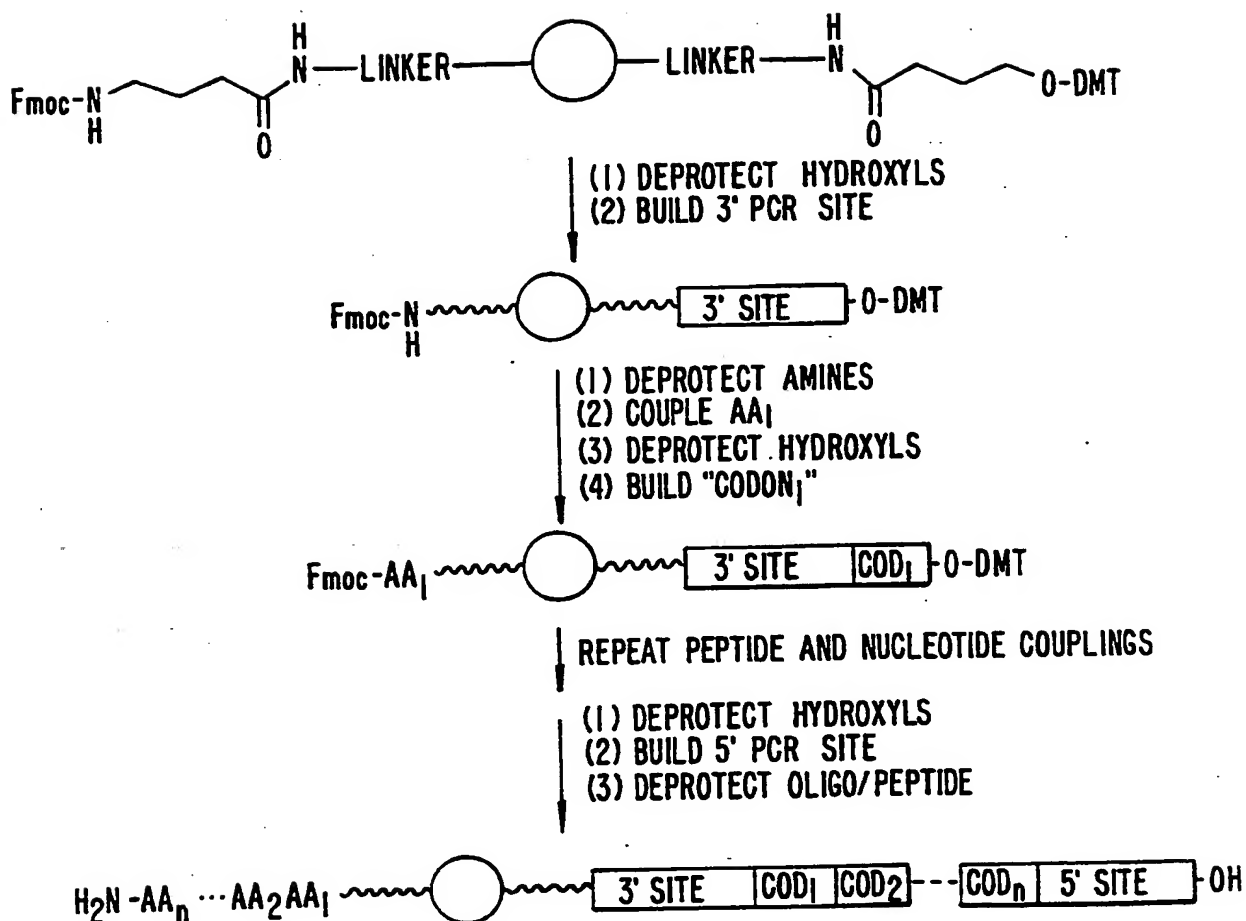 H H
Fmoc-N N—LINKER LINKER—N O-DMT
H O O
(1) DEPROTECT HYDROXYLS
(2) BUILD 3' PCR SITE
Fmoc-N 3' SITE O-DMT
H
(1) DEPROTECT AMINES
(2) COUPLE AA1
(3) DEPROTECT HYDROXYLS
(4) BUILD "CODON1"
Fmoc-AA1 3' SITE COD1 O-DMT
REPEAT PEPTIDE AND NUCLEOTIDE COUPLINGS
(1) DEPROTECT HYDROXYLS
(2) BUILD 5' PCR SITE
(3) DEPROTECT OLIGO/PEPTIDE
H2N-AAn ··· AA2AA1 3' SITE COD1 COD2 --- CODn 5' SITE OH